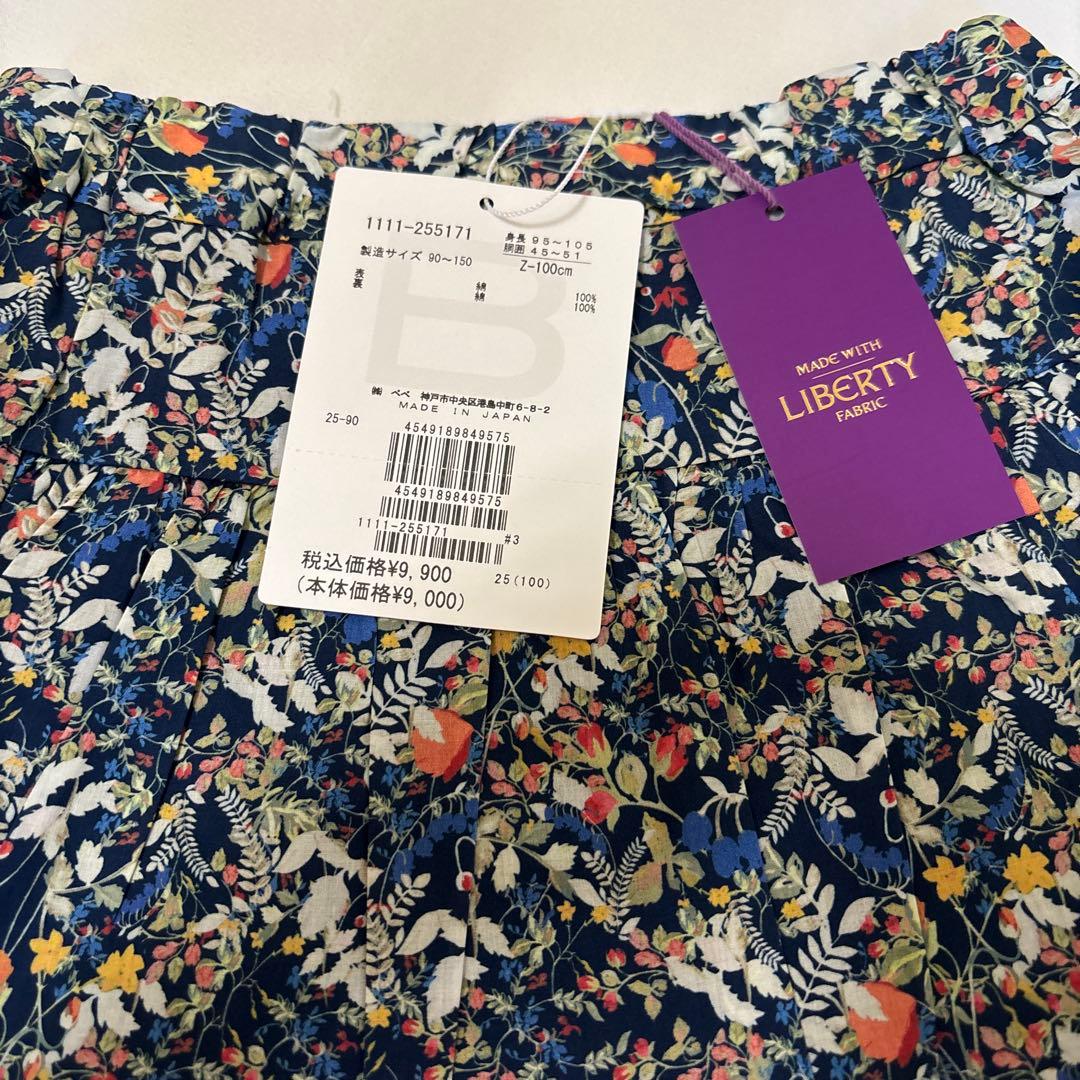 1111-255171
身長 95～105
胴囲 45～51
製造サイズ 90～150
Z-100cm
表 綿 100%
裏 綿 100%
B
㈱ べべ 神戸市中央区港島中町6-8-2
MADE IN JAPAN
25-90
4549189849575
4549189849575
1111-255171
#3
税込価格¥9,900
25(100)
(本体価格¥9,000)
MADE WITH
LIBERTY
FABRIC